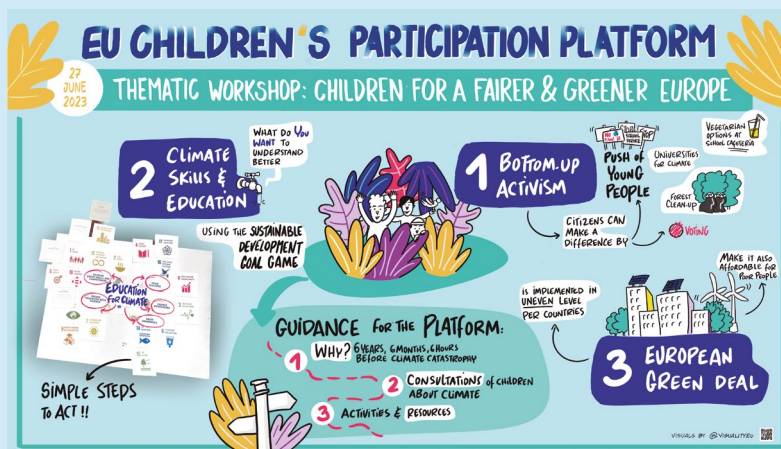 EU CHILDREN'S PARTICIPATION PLATFORM
27
JUNE
2023
THEMATIC WORKSHOP: CHILDREN FOR A FAIRER & GREENER EUROPE
2
CLIMATE
SKILLS &
EDUCATION
WHAT DO YOU
WANT TO
UNDERSTAND
BETTER
USING THE SUSTAINABLE
DEVELOPMENT
GOAL GAME
EDUCATION
FOR CLIMATE
SIMPLE STEPS
TO ACT !!
1
BOTTOM-UP
ACTIVISM
CITIZENS CAN
MAKE A
DIFFERENCE BY
PUSH OF
YOUNG
PEOPLE
STOP
UNIVERSITIES
FOR CLIMATE
VEGETARIAN
OPTIONS AT
SCHOOL CAFETERIA
FOREST
CLEAN-UP
VOTING
GUIDANCE FOR THE PLATFORM:
1 WHY? 6 YEARS, 6 MONTHS, 6 HOURS
BEFORE CLIMATE CATASTROPHY
2 CONSULTATIONS OF CHILDREN
ABOUT CLIMATE
3 ACTIVITIES & RESOURCES
IS IMPLEMENTED IN
UNEVEN LEVEL
PER COUNTRIES
MAKE IT ALSO
AFFORDABLE FOR
POOR PEOPLE
3
EUROPEAN
GREEN DEAL
VISUALS BY @VISUALITYEU